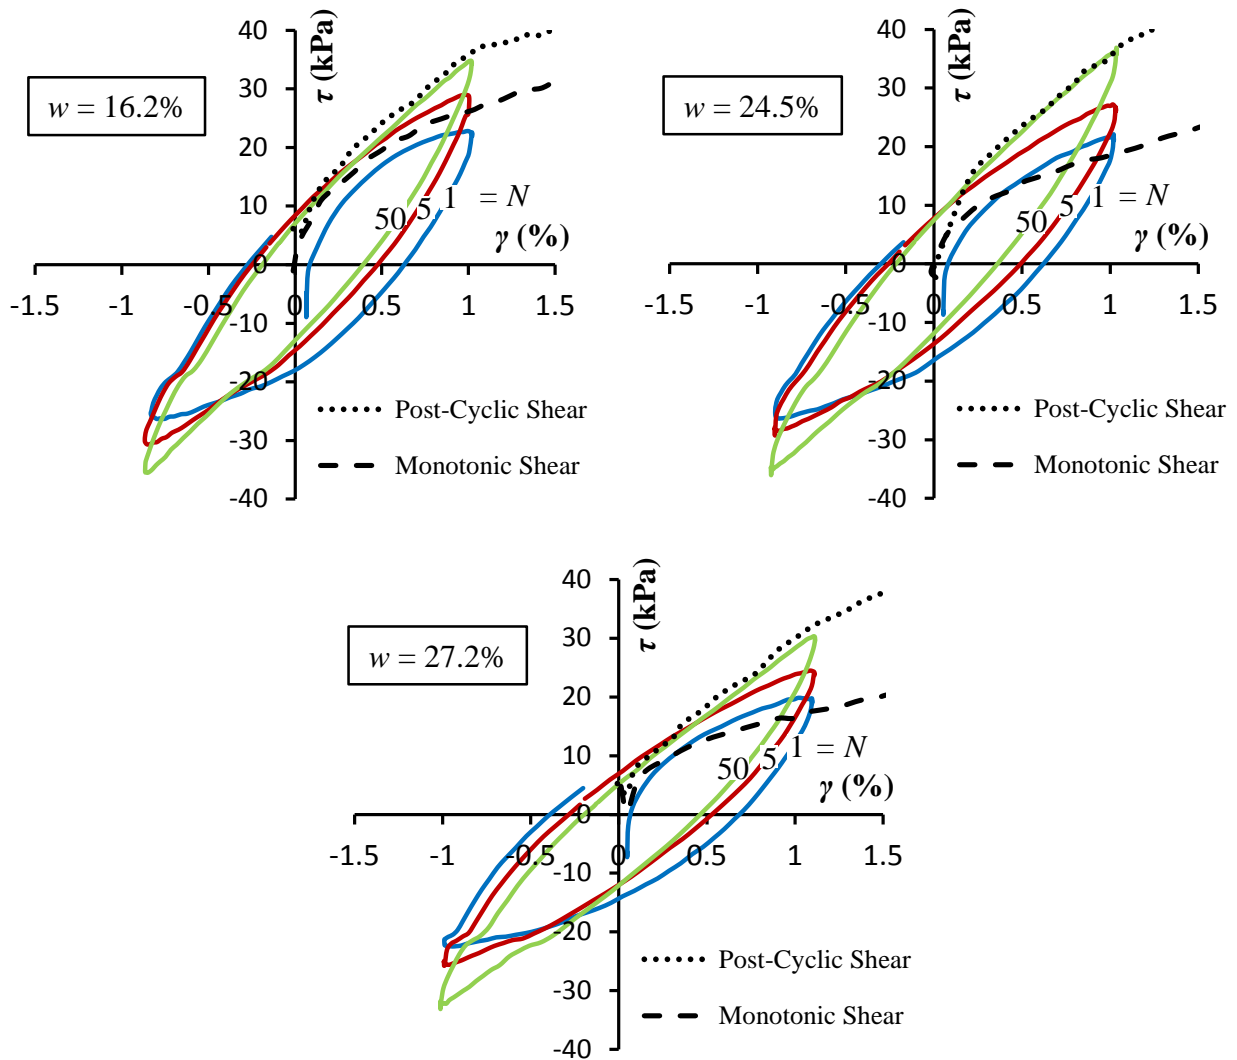 τ (kPa)
40
30
20
10
0
-10
-20
-30
-40
-1.5
-1
-0.5
0
0.5
1
1.5
w = 16.2%
50 5 1 = N
γ (%)
Post-Cyclic Shear
Monotonic Shear
τ (kPa)
40
30
20
10
0
-10
-20
-30
-40
-1.5
-1
-0.5
0
0.5
1
1.5
w = 24.5%
50 5 1 = N
γ (%)
Post-Cyclic Shear
Monotonic Shear
τ (kPa)
40
30
20
10
0
-10
-20
-30
-40
-1.5
-1
-0.5
0
0.5
1
1.5
w = 27.2%
50 5 1 = N
γ (%)
Post-Cyclic Shear
Monotonic Shear